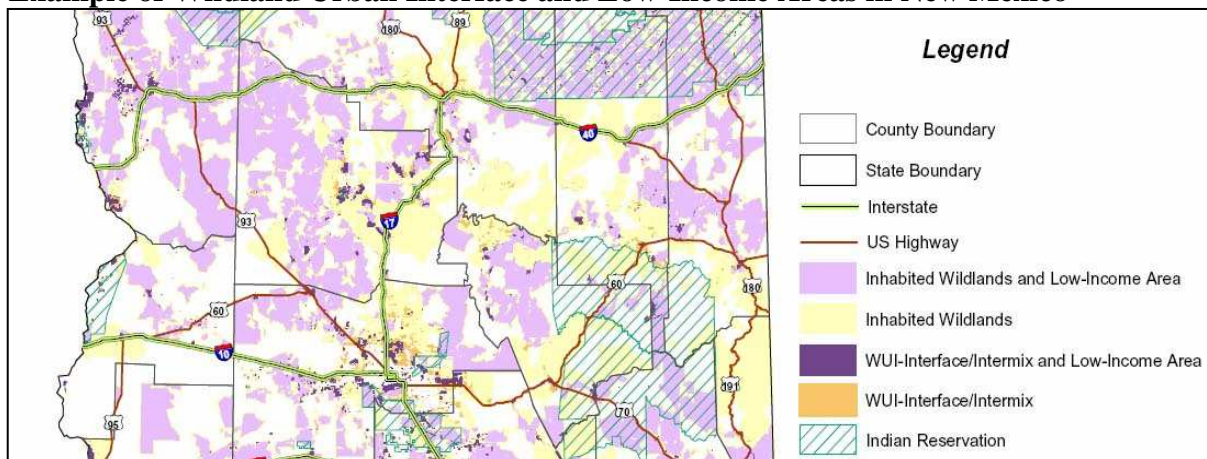 Example of Wildland Urban Interface and Low Income Areas in New Mexico
93
180
89
40
93
17
60
60
180
10
191
70
95
Legend
County Boundary
State Boundary
Interstate
US Highway
Inhabited Wildlands and Low-Income Area
Inhabited Wildlands
WUI-Interface/Intermix and Low-Income Area
WUI-Interface/Intermix
Indian Reservation